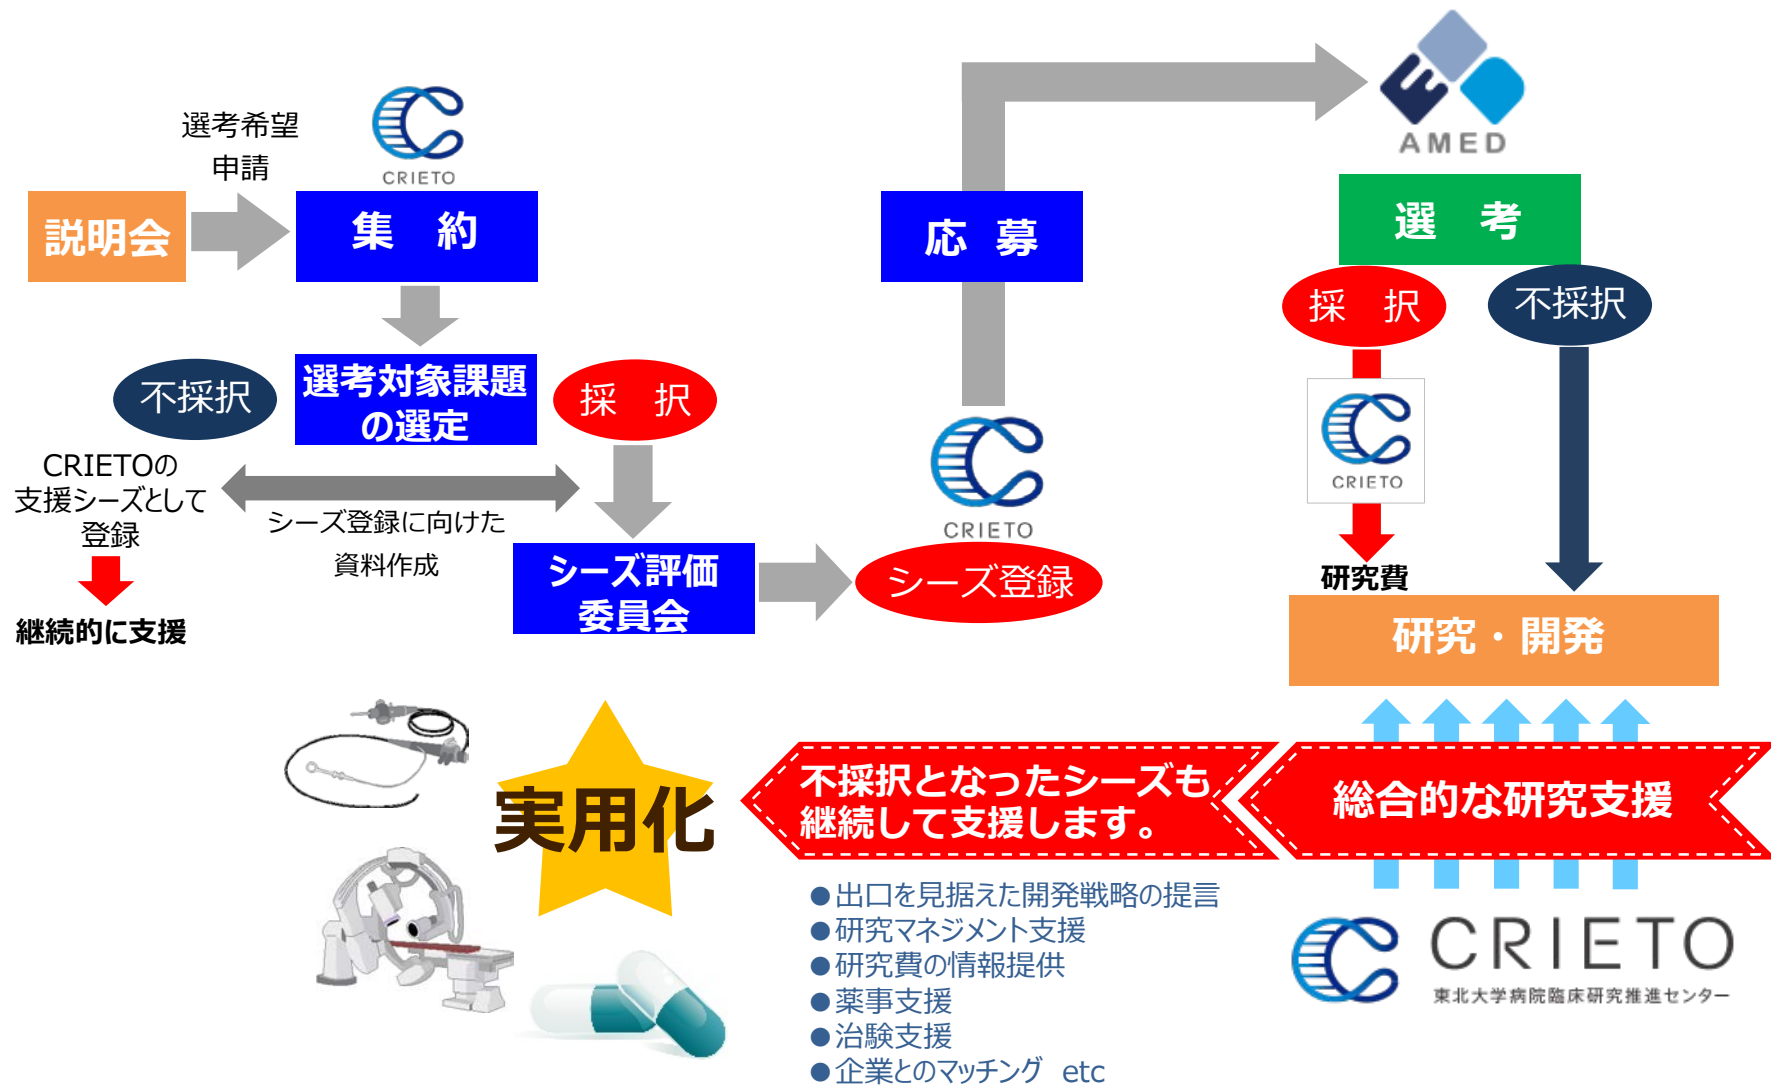 選考希望
申請
CRIETO
説明会
集　約
不採択
選考対象課題
の選定
採　択
CRIETOの
支援シーズとして
登録
継続的に支援
シーズ登録に向けた
資料作成
シーズ評価
委員会
CRIETO
シーズ登録
応 募
AMED
選　考
採　択
不採択
CRIETO
研究費
研究・開発
総合的な研究支援
不採択となったシーズも
継続して支援します。
実用化
●出口を見据えた開発戦略の提言
●研究マネジメント支援
●研究費の情報提供
●薬事支援
●治験支援
●企業とのマッチング etc
CRIETO
東北大学病院臨床研究推進センター